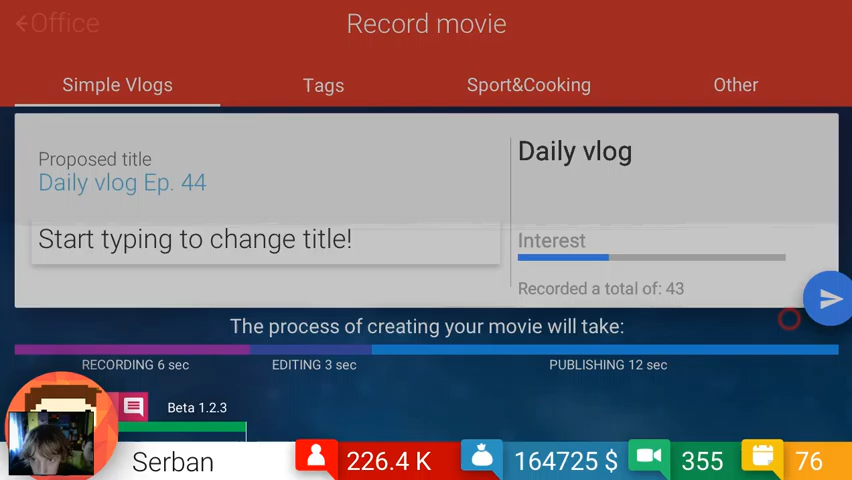 Office
Record movie
Simple Vlogs
Tags
Sport&Cooking
Other
Proposed title
Daily vlog Ep. 44
Start typing to change title!
Daily vlog
Interest
Recorded a total of: 43
The process of creating your movie will take:
RECORDING 6 sec
EDITING 3 sec
PUBLISHING 12 sec
Beta 1.2.3
Serban
226.4 K
164725 $
355
76